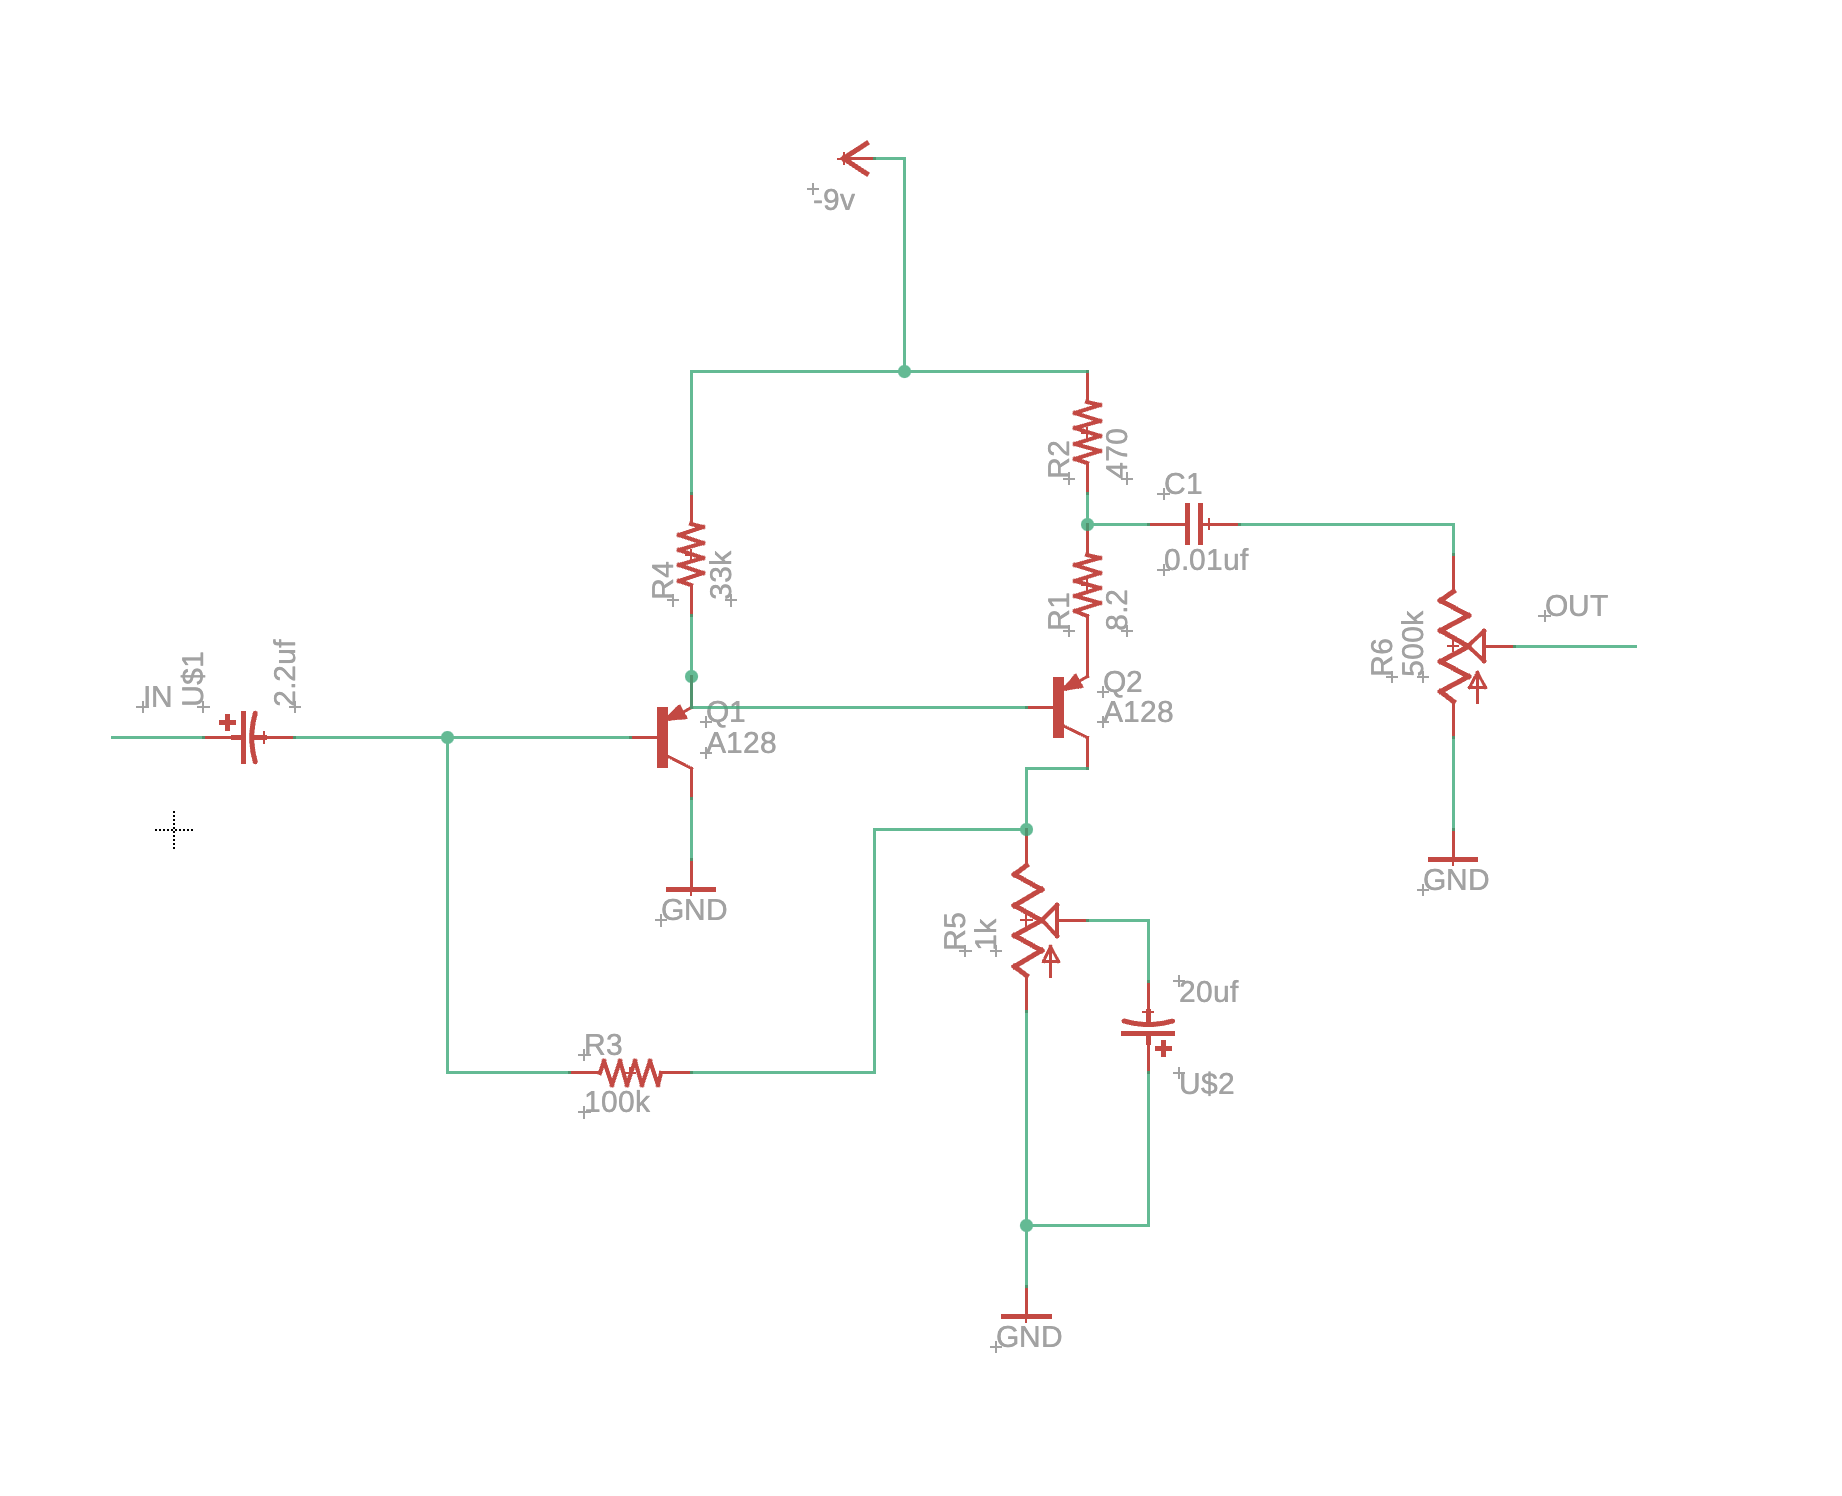 -9v
R2
470
C1
0.01uf
R4
33k
R1
8.2
OUT
R6
500k
IN
U$1
2.2uf
Q1
A128
Q2
A128
GND
GND
R5
1k
20uf
U$2
R3
100k
GND